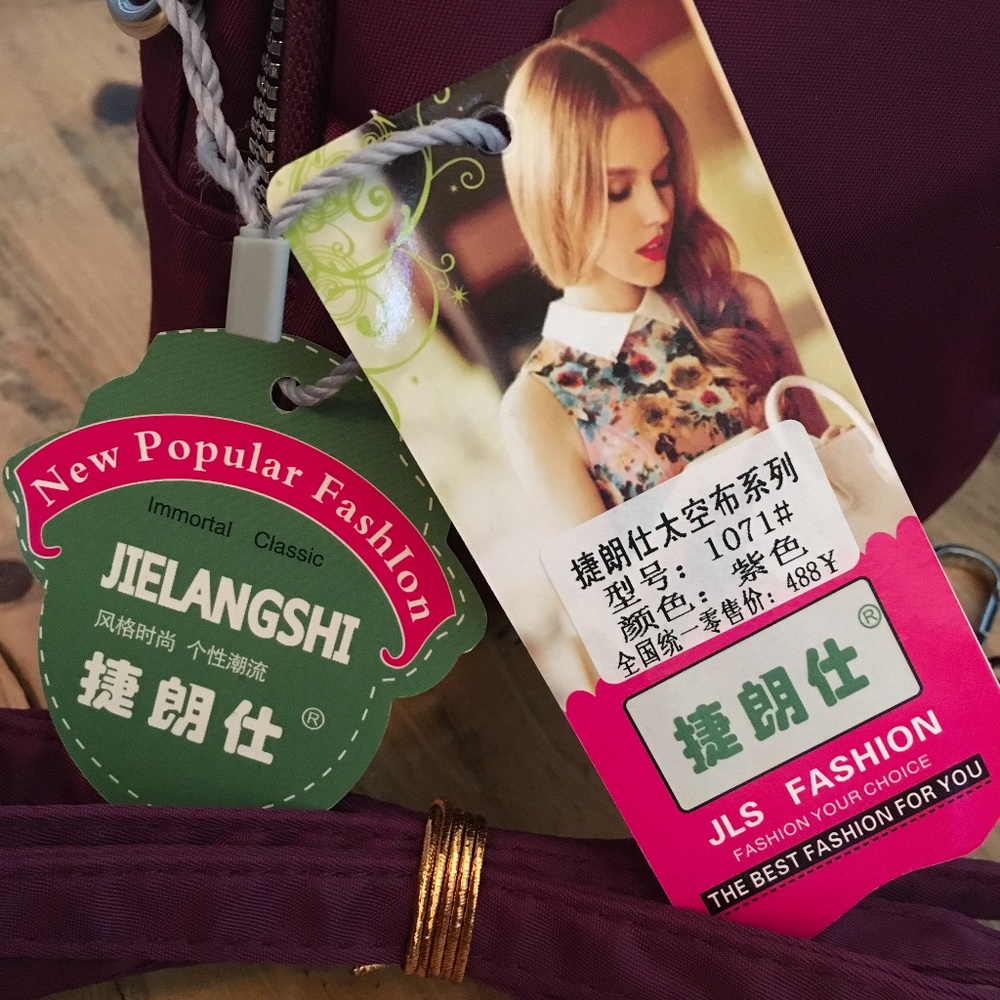 New Popular FashIon
Immortal Classic
JIELANGSHI
风格时尚 个性潮流
捷朗仕®
捷朗仕太空布系列
型号: 1071#
颜色: 紫色
全国统一零售价: 488¥
捷朗仕®
JLS FASHION
FASHION YOUR CHOICE
THE BEST FASHION FOR YOU